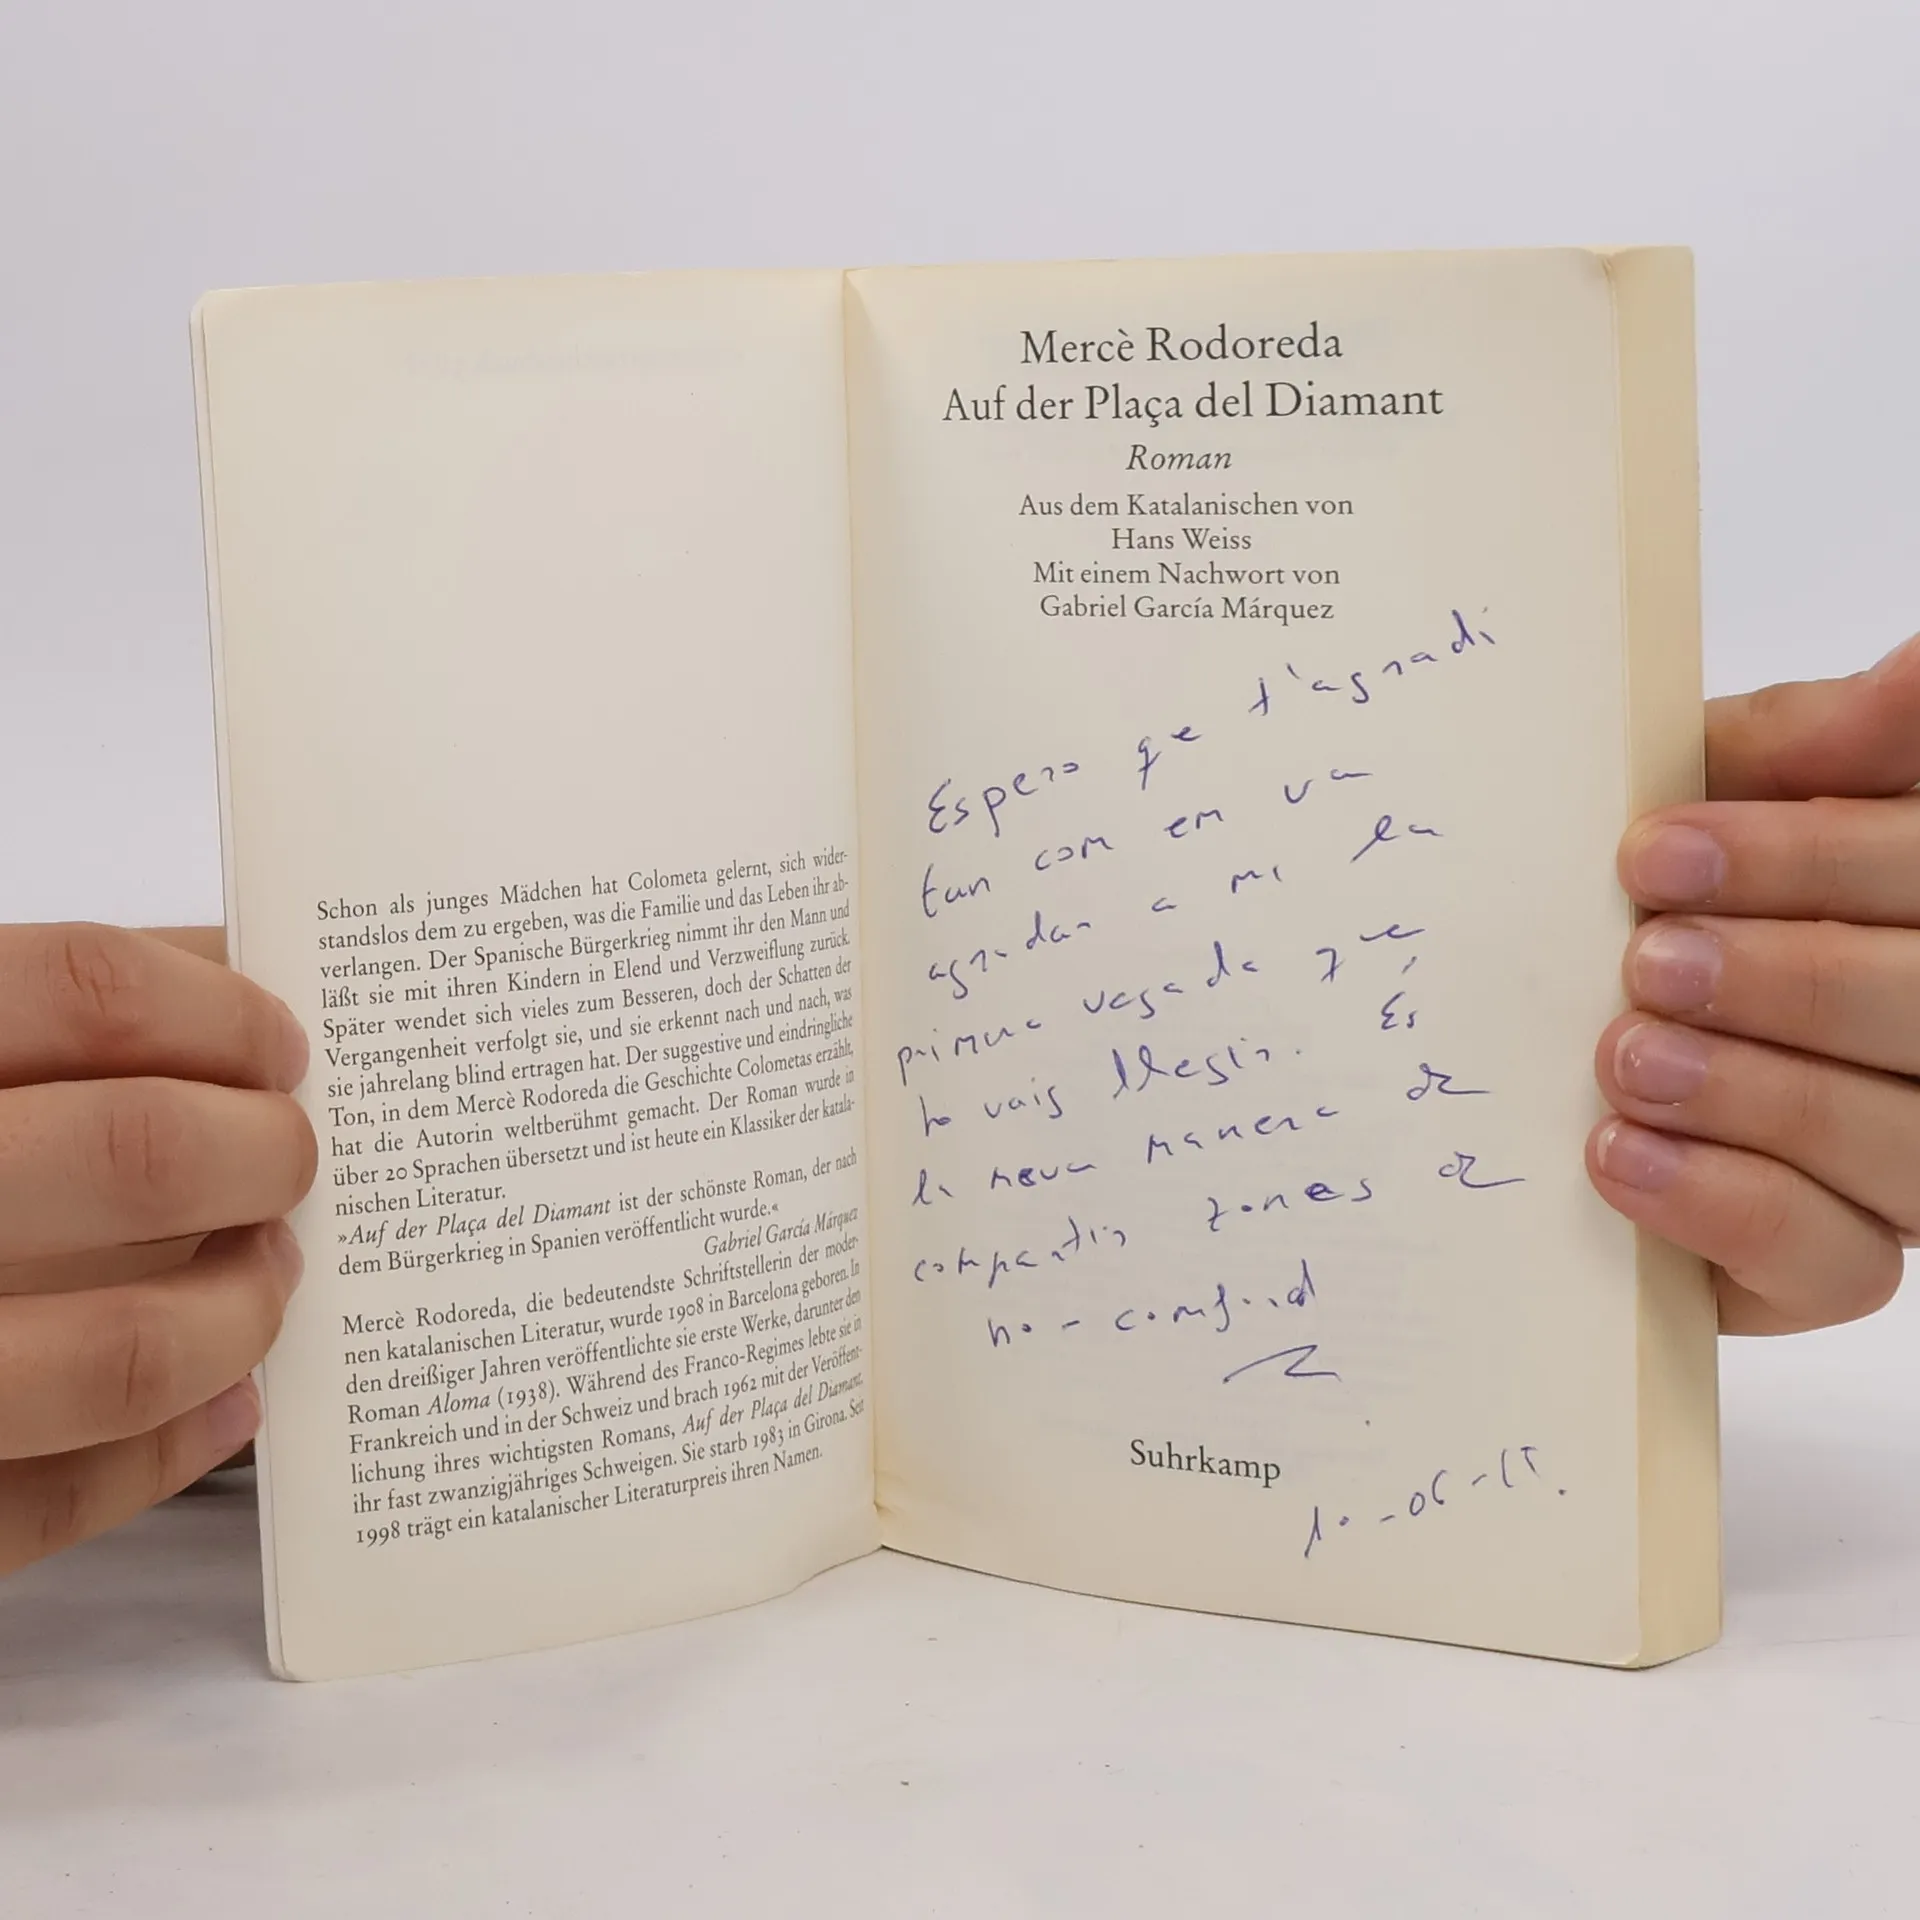 Schon als junges Mädchen hat Colometa gelernt, sich wider-
standslos dem zu ergeben, was die Familie und das Leben ihr ab-
verlangen. Der Spanische Bürgerkrieg nimmt ihr den Mann und
läßt sie mit ihren Kindern in Elend und Verzweiflung zurück.
Später wendet sich vieles zum Besseren, doch der Schatten der
Vergangenheit verfolgt sie, und sie erkennt nach und nach, was
sie jahrelang blind ertragen hat. Der suggestive und eindringliche
Ton, in dem Mercè Rodoreda die Geschichte Colometas erzählt,
hat die Autorin weltberühmt gemacht. Der Roman wurde in
über 20 Sprachen übersetzt und ist heute ein Klassiker der katala-
nischen Literatur.
»Auf der Plaça del Diamant ist der schönste Roman, der nach
dem Bürgerkrieg in Spanien veröffentlicht wurde.«
Gabriel García Márquez
Mercè Rodoreda, die bedeutendste Schriftstellerin der moder-
nen katalanischen Literatur, wurde 1908 in Barcelona geboren. In
den dreißiger Jahren veröffentlichte sie erste Werke, darunter den
Roman Aloma (1938). Während des Franco-Regimes lebte sie in
Frankreich und in der Schweiz und brach 1962 mit der Veröffent-
lichung ihres wichtigsten Romans, Auf der Plaça del Diamant,
ihr fast zwanzigjähriges Schweigen. Sie starb 1983 in Girona. Seit
1998 trägt ein katalanischer Literaturpreis ihren Namen.
Mercè Rodoreda
Auf der Plaça del Diamant
Roman
Aus dem Katalanischen von
Hans Weiss
Mit einem Nachwort von
Gabriel García Márquez
Espero que t'agradi
tan com em va
agradar a mi la
primera vegada que
ho vaig llegir. És
la meva manera de
compartir zones de
no-comford
Suhrkamp
10-06-15.